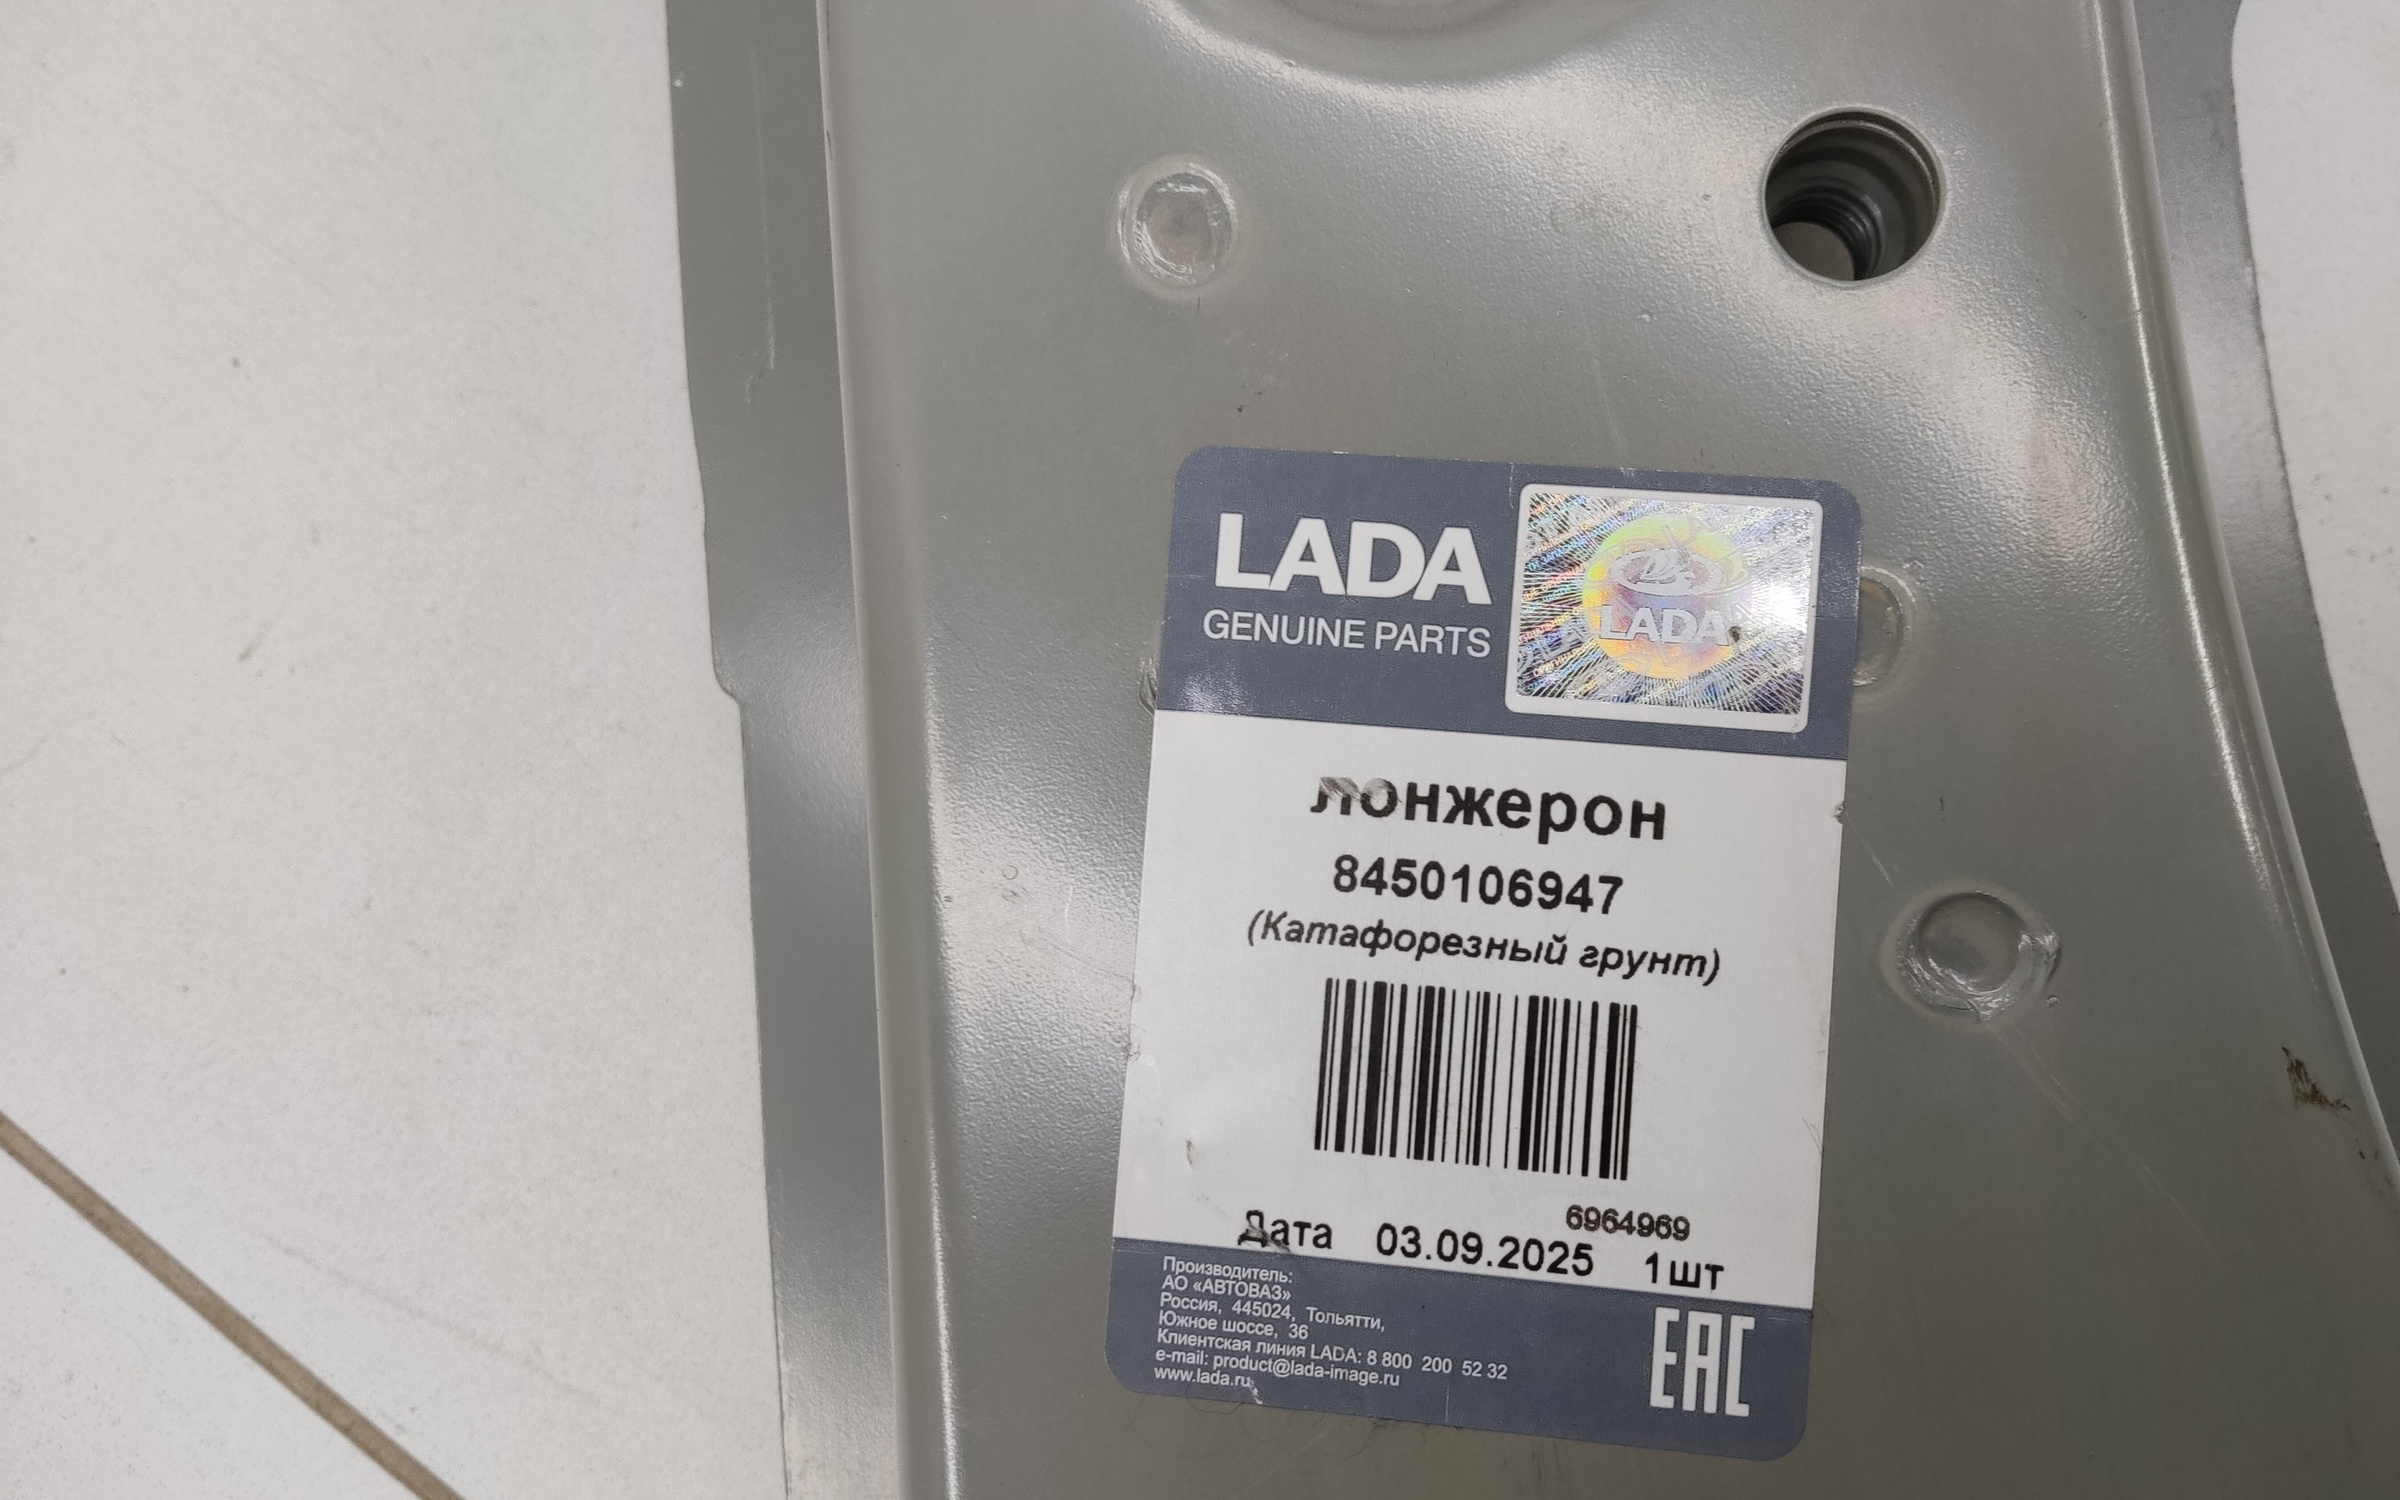 LADA
GENUINE PARTS
LADA
лонжерон
8450106947
(Катафорезный грунт)
6964969
Дата 03.09.2025 1шт
Производитель:
АО «АВТОВАЗ»
Россия, 445024, Тольятти,
Южное шоссе, 36
Клиентская линия LADA: 8 800 200 52 32
e-mail: product@lada-image.ru
www.lada.ru
EAC